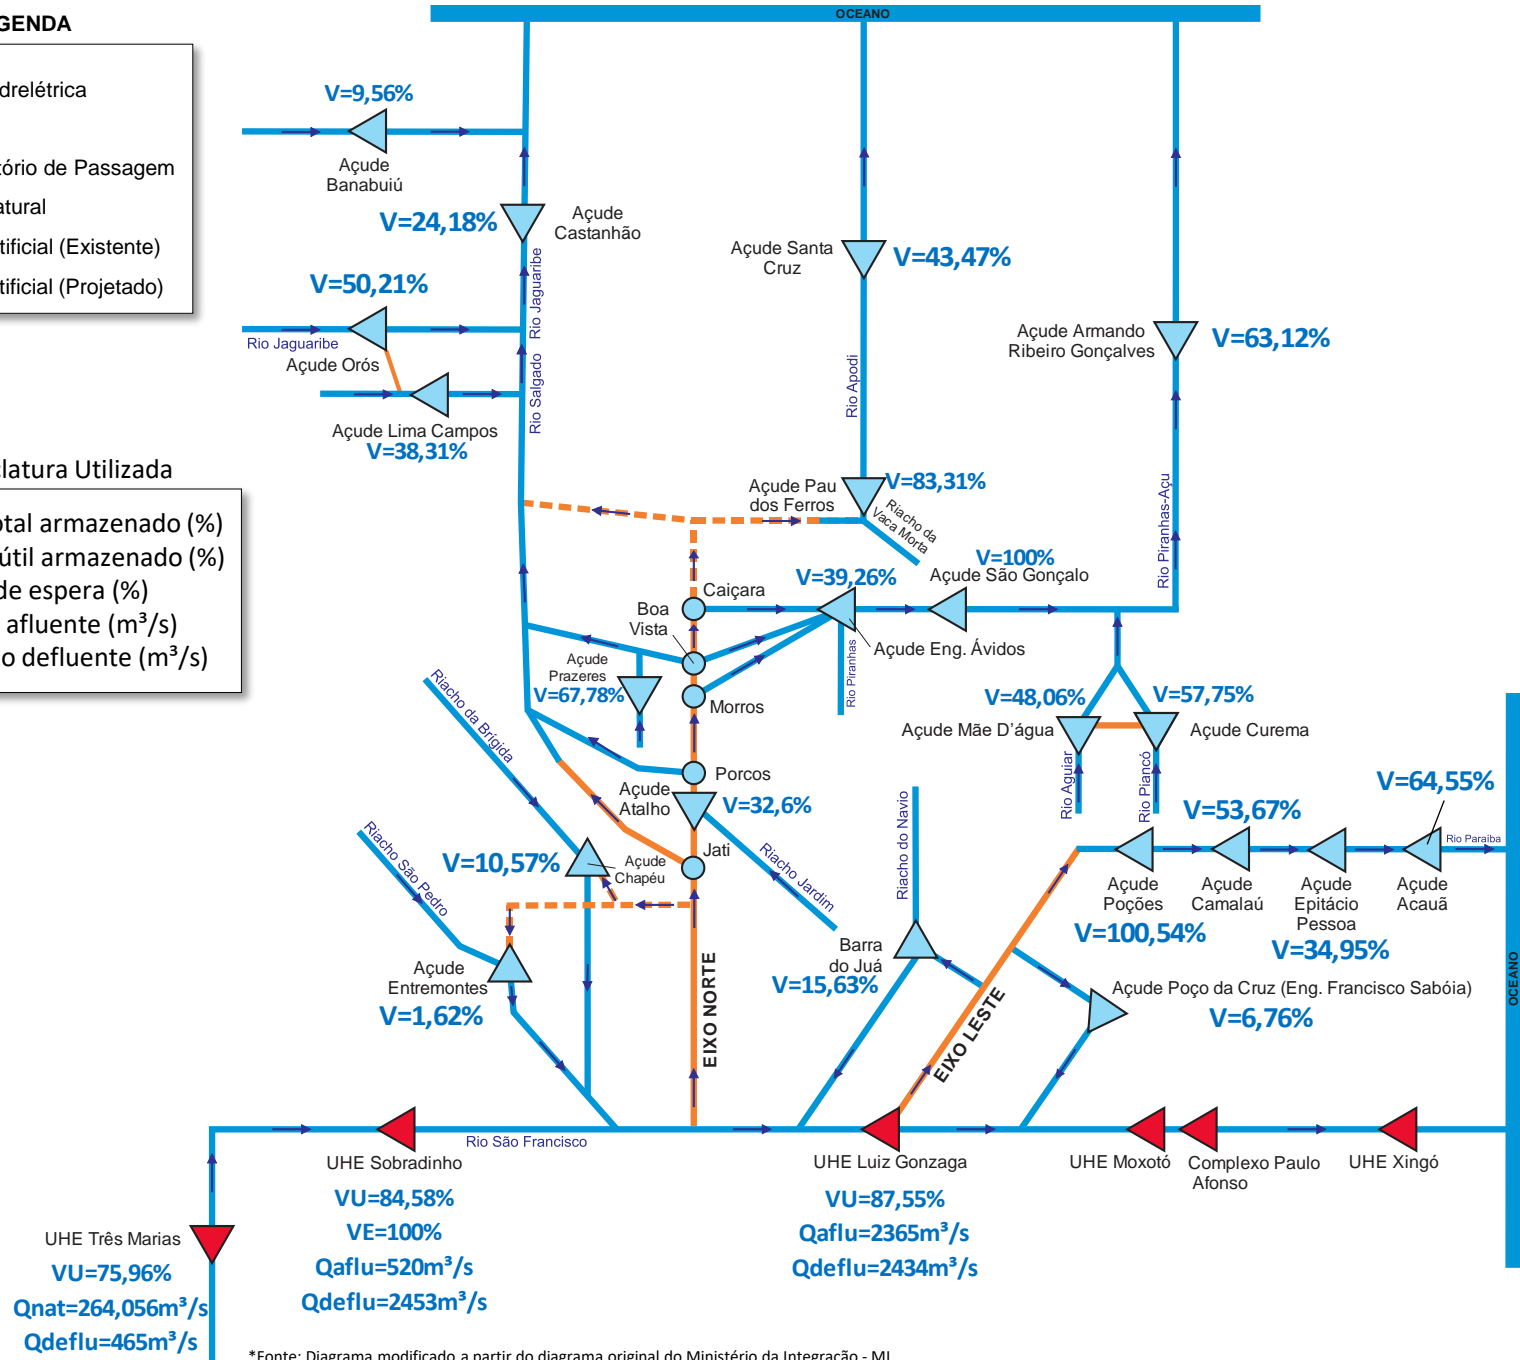 OCEANO
GENDA
drelétrica
tório de Passagem
atural
tificial (Existente)
tificial (Projetado)
V=9,56%
Açude
Banabuiú
V=24,18%
Açude
Castanhão
Rio Jaguaribe
V=50,21%
Rio Jaguaribe
Açude Orós
Rio Salgado
Açude Lima Campos
V=38,31%
Açude Santa
Cruz
V=43,47%
Rio Apodi
Açude Armando
Ribeiro Gonçalves
V=63,12%
Rio Piranhas-Açu
clatura Utilizada
otal armazenado (%)
útil armazenado (%)
de espera (%)
afluente (m³/s)
o defluente (m³/s)
Açude Pau
dos Ferros
V=83,31%
Riacho da
Vaca Morta
V=100%
Açude São Gonçalo
V=39,26%
Açude Eng. Ávidos
Rio Piranhas
Caiçara
Boa
Vista
Morros
Açude
Prazeres
V=67,78%
Porcos
Açude
Atalho
V=32,6%
Jati
Riacho Jardim
Riacho da Brígida
Riacho São Pedro
V=10,57%
Açude
Chapéu
Açude
Entremontes
V=1,62%
EIXO NORTE
V=48,06%
V=57,75%
Açude Mãe D'água
Açude Curema
Rio Aguiar
Rio Piancó
V=64,55%
V=53,67%
Rio Paraíba
Açude
Poções
V=100,54%
Açude
Camalaú
Açude
Epitácio
Pessoa
V=34,95%
Açude
Acauã
Riacho do Navio
Barra
do Juá
V=15,63%
EIXO LESTE
Açude Poço da Cruz (Eng. Francisco Sabóia)
V=6,76%
OCEANO
Rio São Francisco
UHE Sobradinho
VU=84,58%
VE=100%
Qaflu=520m³/s
Qdeflu=2453m³/s
UHE Luiz Gonzaga
VU=87,55%
Qaflu=2365m³/s
Qdeflu=2434m³/s
UHE Moxotó
Complexo Paulo
Afonso
UHE Xingó
UHE Três Marias
VU=75,96%
Qnat=264,056m³/s
Qdeflu=465m³/s
*Fonte: Diagrama modificado a partir do diagrama original do Ministério da Integração - MI